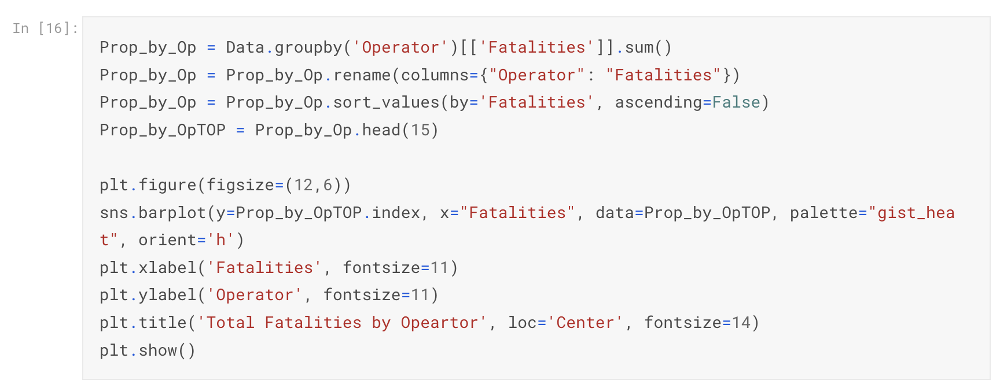 In [16]:
Prop_by_Op = Data.groupby('Operator')[['Fatalities']].sum()
Prop_by_Op = Prop_by_Op.rename(columns={"Operator": "Fatalities"})
Prop_by_Op = Prop_by_Op.sort_values(by='Fatalities', ascending=False)
Prop_by_OpTOP = Prop_by_Op.head(15)

plt.figure(figsize=(12,6))
sns.barplot(y=Prop_by_OpTOP.index, x="Fatalities", data=Prop_by_OpTOP, palette="gist_hea
t", orient='h')
plt.xlabel('Fatalities', fontsize=11)
plt.ylabel('Operator', fontsize=11)
plt.title('Total Fatalities by Opeartor', loc='Center', fontsize=14)
plt.show()